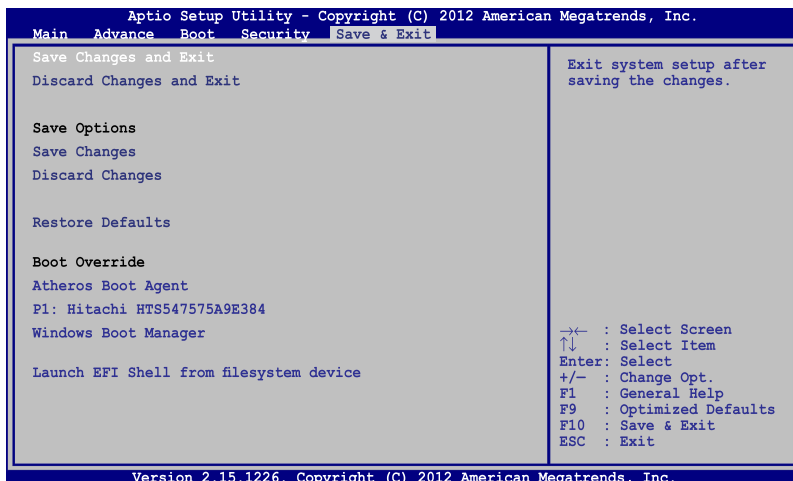 Aptio Setup Utility - Copyright (C) 2012 American Megatrends, Inc.
Main Advance Boot Security Save & Exit
Save Changes and Exit
Discard Changes and Exit
Save Options
Save Changes
Discard Changes
Restore Defaults
Boot Override
Atheros Boot Agent
P1: Hitachi HTS547575A9E384
Windows Boot Manager
Launch EFI Shell from filesystem device
Exit system setup after
saving the changes.
→← : Select Screen
↑↓ : Select Item
Enter: Select
+/— : Change Opt.
F1 : General Help
F9 : Optimized Defaults
F10 : Save & Exit
ESC : Exit
Version 2.15.1226. Copyright (C) 2012 American Megatrends, Inc.